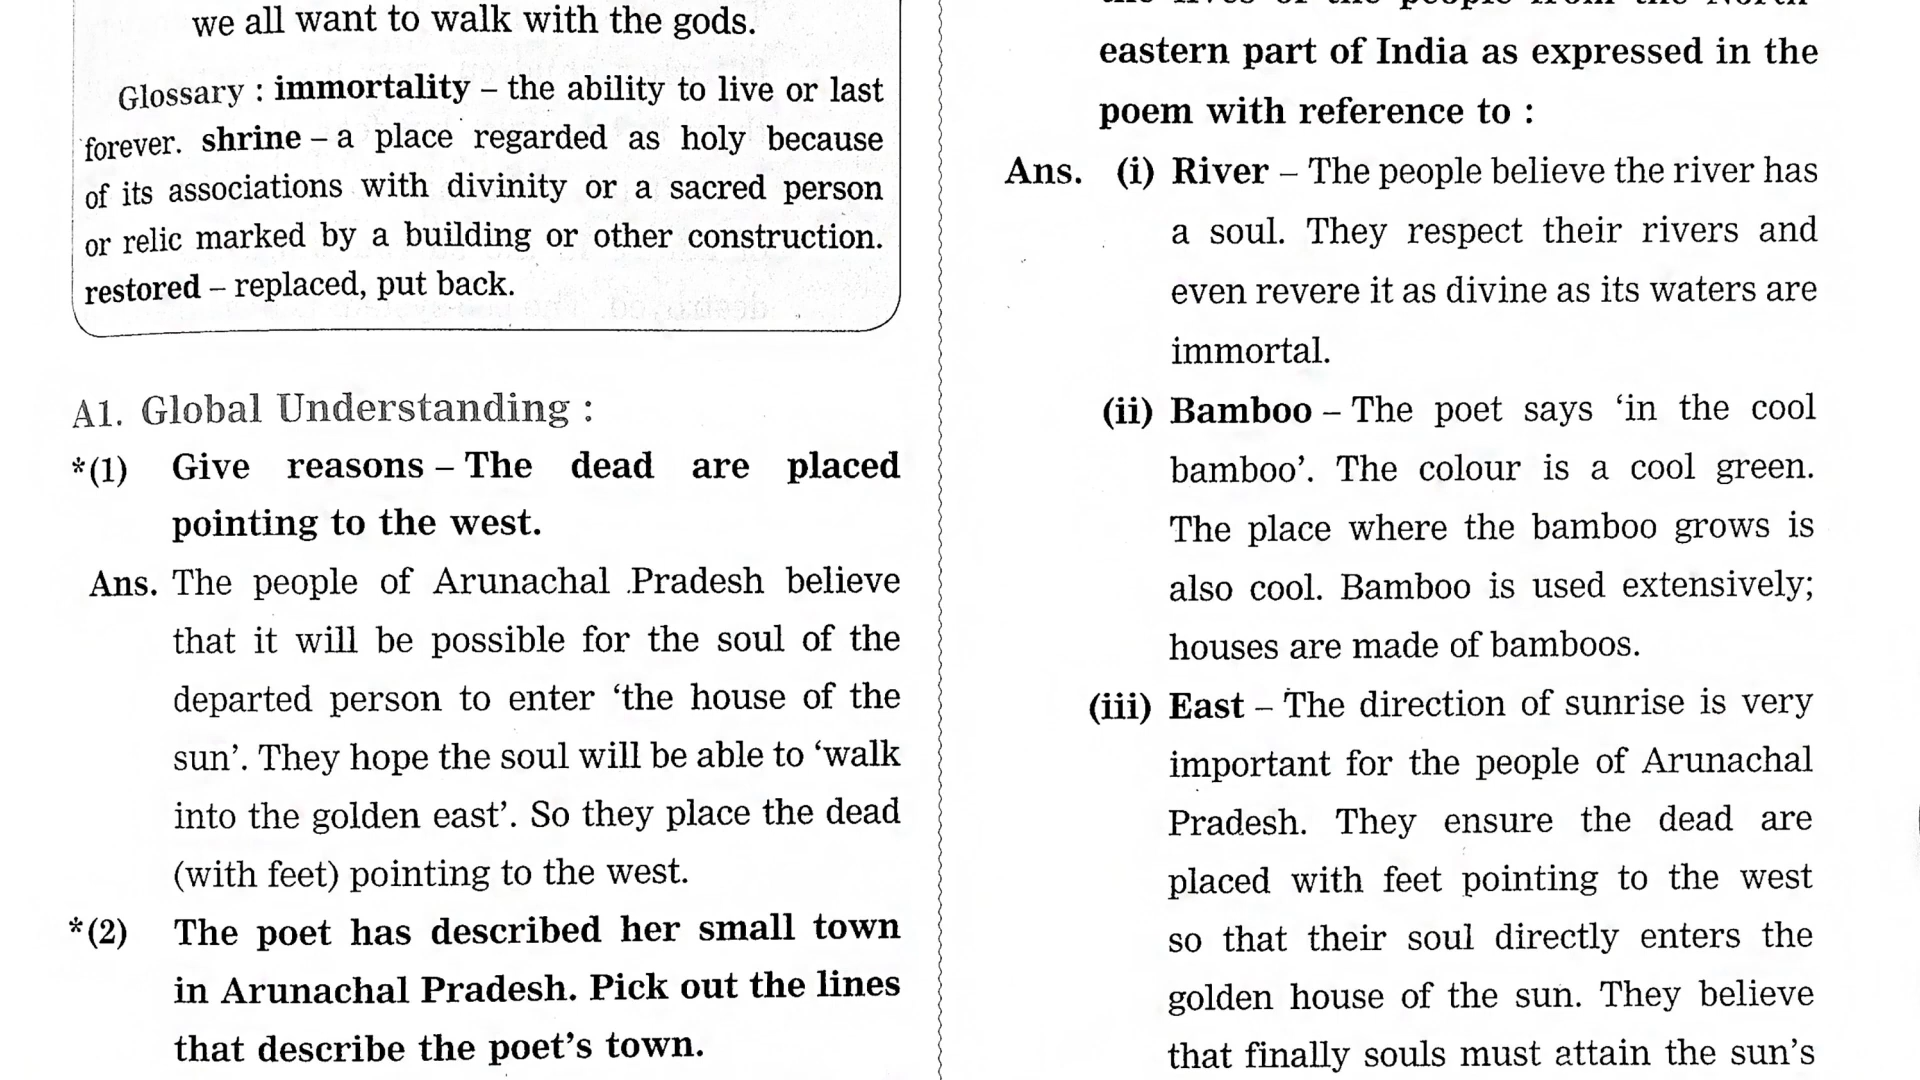 we all want to walk with the gods.
Glossary : immortality – the ability to live or last
forever. shrine – a place regarded as holy because
of its associations with divinity or a sacred person
or relic marked by a building or other construction.
restored – replaced, put back.
A1. Global Understanding :
*(1) Give reasons – The dead are placed
pointing to the west.
Ans. The people of Arunachal Pradesh believe
that it will be possible for the soul of the
departed person to enter ‘the house of the
sun’. They hope the soul will be able to ‘walk
into the golden east’. So they place the dead
(with feet) pointing to the west.
*(2) The poet has described her small town
in Arunachal Pradesh. Pick out the lines
that describe the poet’s town.
the lives of the people from the North-
eastern part of India as expressed in the
poem with reference to :
Ans. (i) River – The people believe the river has
a soul. They respect their rivers and
even revere it as divine as its waters are
immortal.
(ii) Bamboo – The poet says ‘in the cool
bamboo’. The colour is a cool green.
The place where the bamboo grows is
also cool. Bamboo is used extensively;
houses are made of bamboos.
(iii) East – The direction of sunrise is very
important for the people of Arunachal
Pradesh. They ensure the dead are
placed with feet pointing to the west
so that their soul directly enters the
golden house of the sun. They believe
that finally souls must attain the sun’s